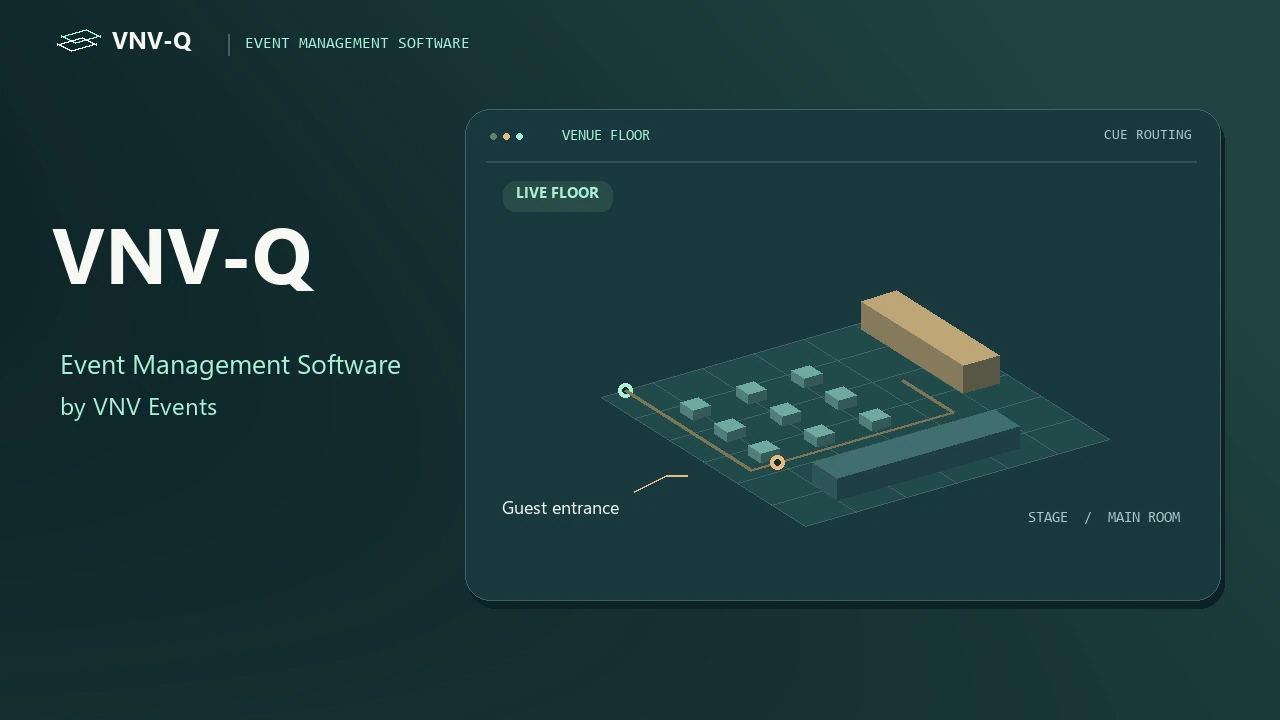 VNV-Q
EVENT MANAGEMENT SOFTWARE
VNV-Q
Event Management Software
by VNV Events
VENUE FLOOR
CUE ROUTING
LIVE FLOOR
Guest entrance
STAGE / MAIN ROOM